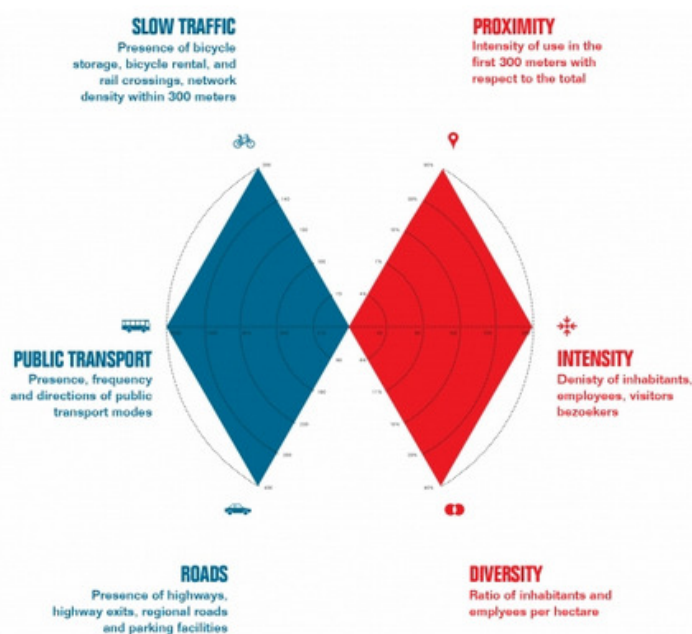 SLOW TRAFFIC
Presence of bicycle
storage, bicycle rental, and
rail crossings, network
density within 300 meters
PROXIMITY
Intensity of use in the
first 300 meters with
respect to the total
PUBLIC TRANSPORT
Presence, frequency
and directions of public
transport modes
INTENSITY
Denisty of inhabitants,
employees, visitors
bezoekers
ROADS
Presence of highways,
highway exits, regional roads
and parking facilities
DIVERSITY
Ratio of inhabitants and
emplyees per hectare